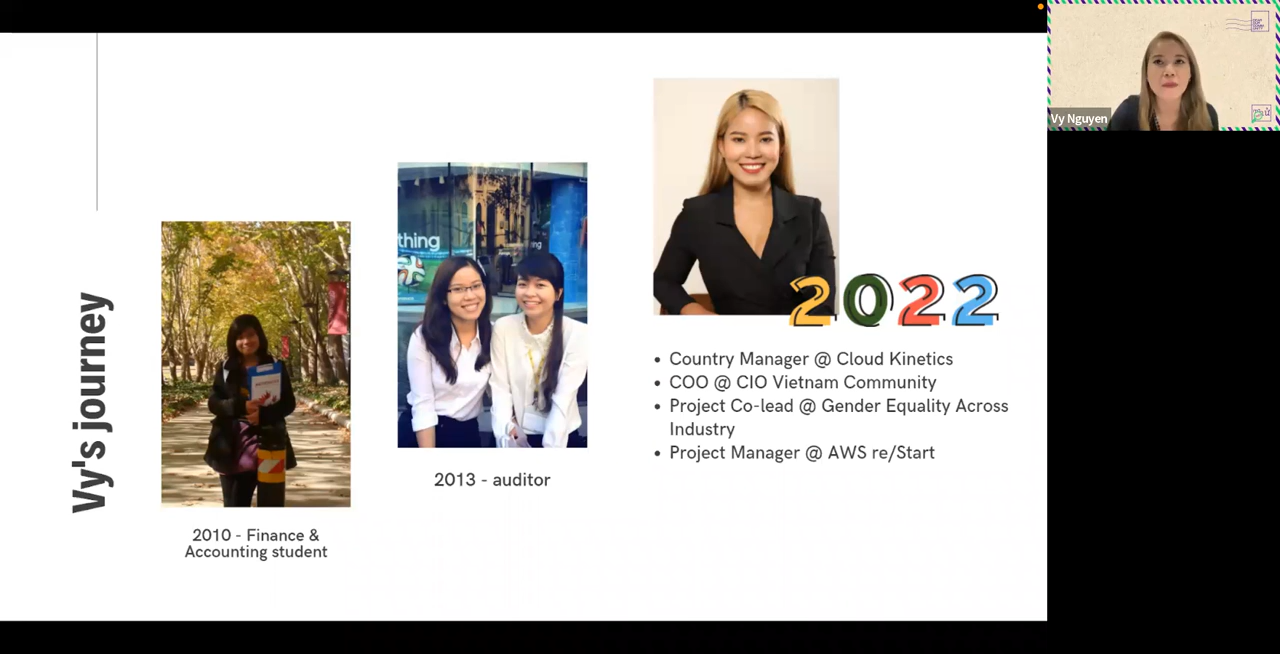 Vy's journey
2010 - Finance &
Accounting student
thing
2013 - auditor
2022
• Country Manager @ Cloud Kinetics
• COO @ CIO Vietnam Community
• Project Co-lead @ Gender Equality Across
Industry
• Project Manager @ AWS re/Start
Vy Nguyen